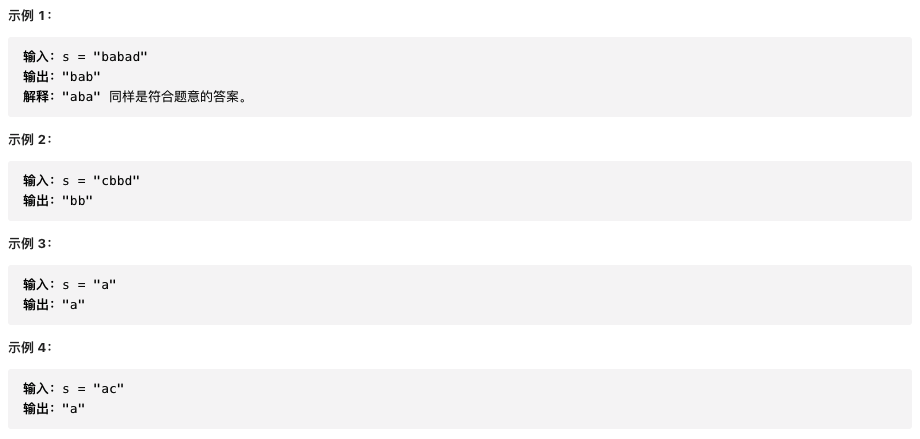 示例 1：
输入：s = "babad"
输出："bab"
解释："aba" 同样是符合题意的答案。
示例 2：
输入：s = "cbbd"
输出："bb"
示例 3：
输入：s = "a"
输出："a"
示例 4：
输入：s = "ac"
输出："a"